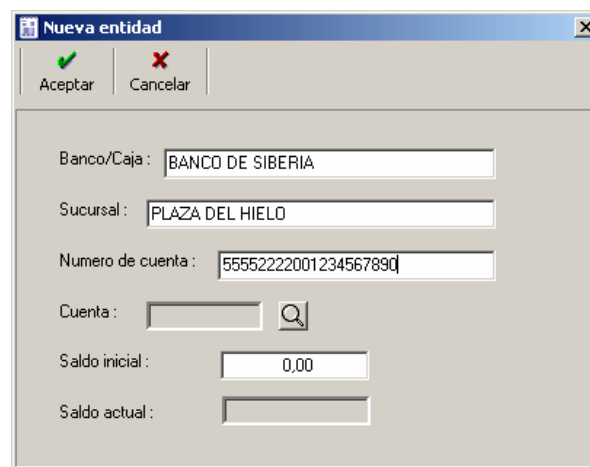 Nueva entidad
Aceptar Cancelar
Banco/Caja : BANCO DE SIBERIA
Sucursal : PLAZA DEL HIELO
Numero de cuenta : 55552222001234567890
Cuenta :
Saldo inicial : 0,00
Saldo actual :